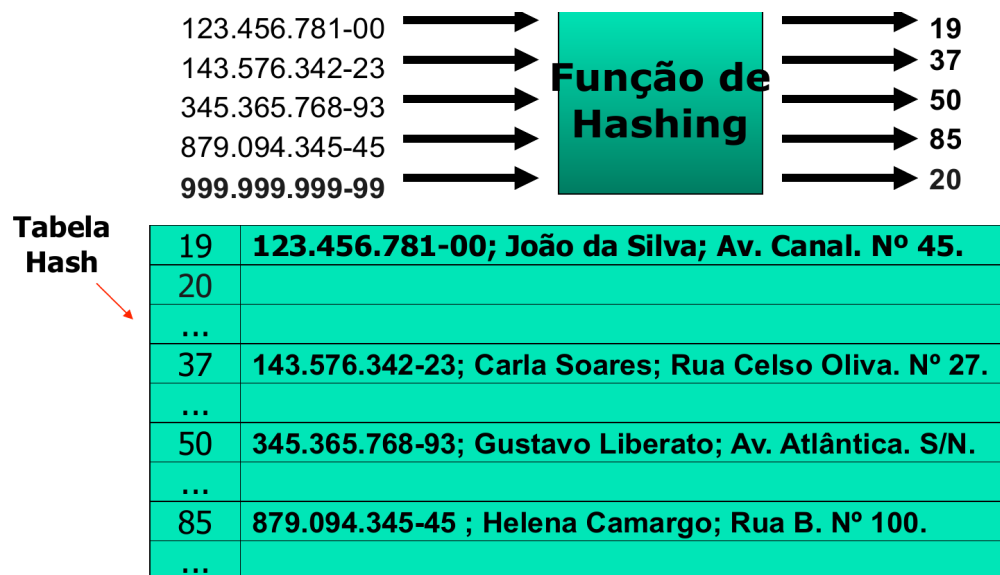 123.456.781-00
19
143.576.342-23
37
345.365.768-93
50
879.094.345-45
85
999.999.999-99
20
Função de
Hashing
Tabela
Hash
19 123.456.781-00; João da Silva; Av. Canal. Nº 45.
20
...
37 143.576.342-23; Carla Soares; Rua Celso Oliva. Nº 27.
...
50 345.365.768-93; Gustavo Liberato; Av. Atlântica. S/N.
...
85 879.094.345-45 ; Helena Camargo; Rua B. Nº 100.
...